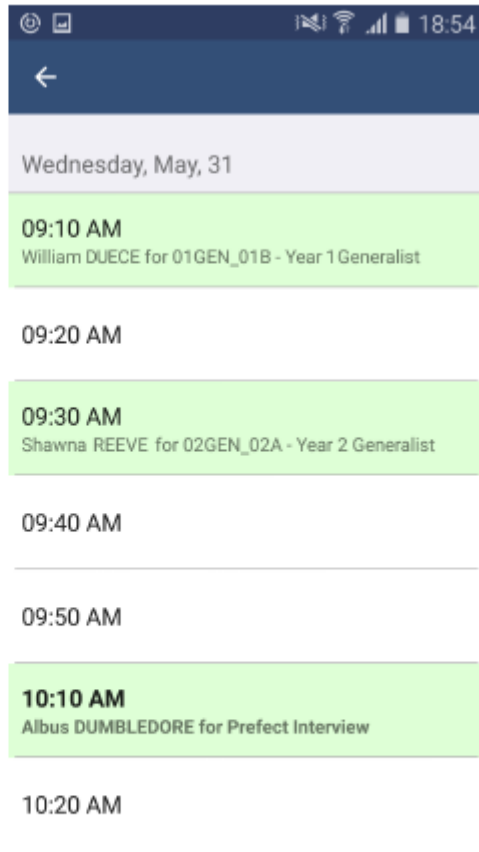 18:54
Wednesday, May, 31
09:10 AM
William DUECE for 01GEN_01B - Year 1 Generalist
09:20 AM
09:30 AM
Shawna REEVE for 02GEN_02A - Year 2 Generalist
09:40 AM
09:50 AM
10:10 AM
Albus DUMBLEDORE for Prefect Interview
10:20 AM